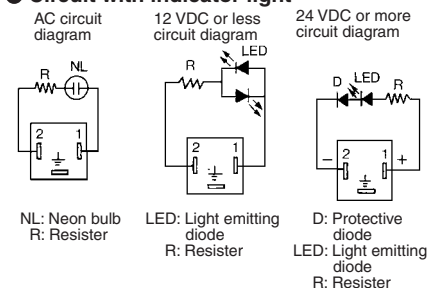 Circuit with indicator light
AC circuit
diagram
NL
R
2 1
NL: Neon bulb
R: Resister
12 VDC or less
circuit diagram
LED
R
2 1
LED: Light emitting
diode
R: Resister
24 VDC or more
circuit diagram
D LED R
− 2 1 +
D: Protective
diode
LED: Light emitting
diode
R: Resister